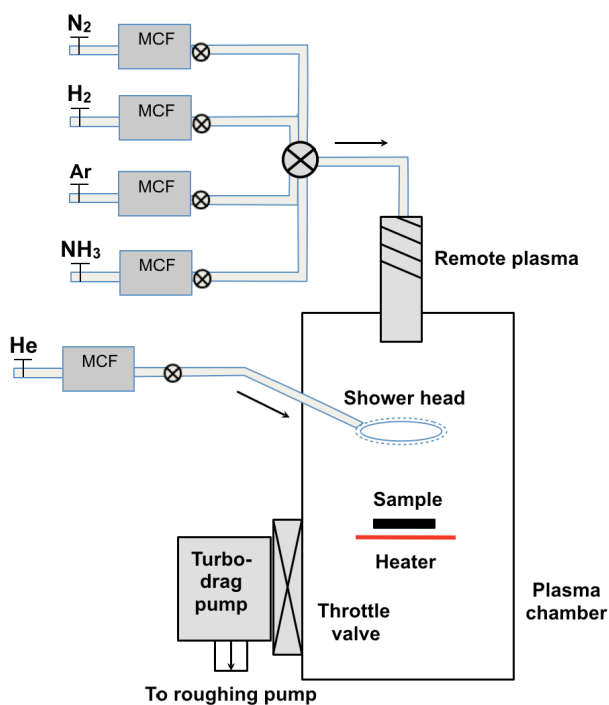 N2
MCF
H2
MCF
Ar
MCF
NH3
MCF
Remote plasma
He
MCF
Shower head
Sample
Heater
Turbo-
drag
pump
Throttle
valve
Plasma
chamber
To roughing pump